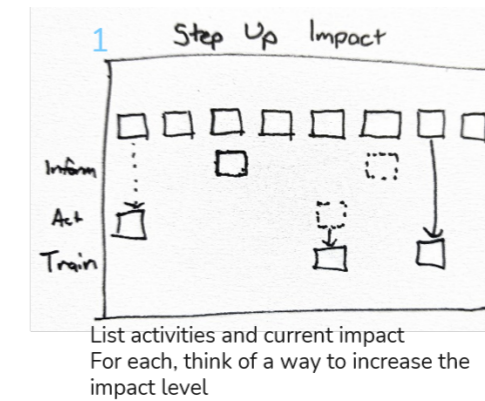 1
Step Up Impact
Inform
Act
Train
List activities and current impact
For each, think of a way to increase the
impact level